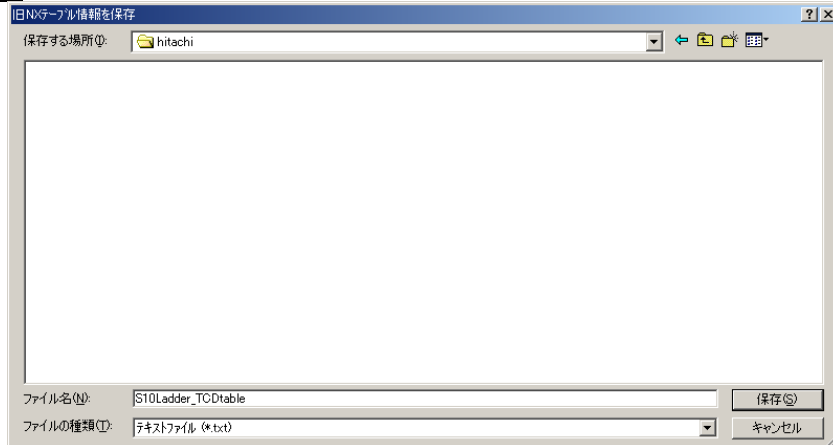 旧NXテーブル情報を保存
保存する場所(I):
hitachi
ファイル名(N):
S10Ladder_TCDtable
保存(S)
ファイルの種類(T):
テキストファイル (*.txt)
キャンセル